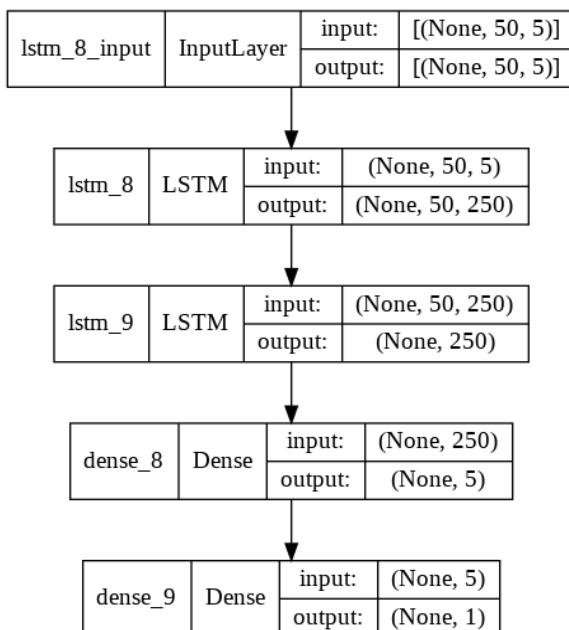 lstm_8_input InputLayer input: [(None, 50, 5)]
output: [(None, 50, 5)]
lstm_8 LSTM input: (None, 50, 5)
output: (None, 50, 250)
lstm_9 LSTM input: (None, 50, 250)
output: (None, 250)
dense_8 Dense input: (None, 250)
output: (None, 5)
dense_9 Dense input: (None, 5)
output: (None, 1)